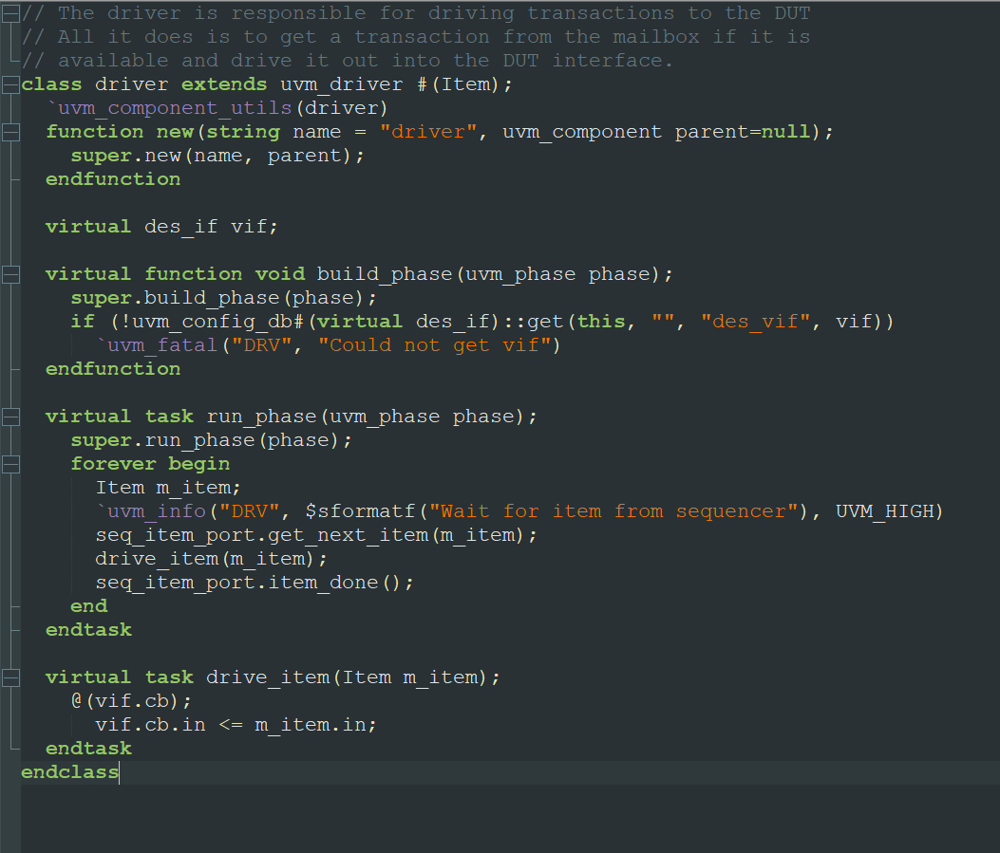 // The driver is responsible for driving transactions to the DUT
// All it does is to get a transaction from the mailbox if it is
// available and drive it out into the DUT interface.
class driver extends uvm_driver #(Item);
  `uvm_component_utils(driver)
  function new(string name = "driver", uvm_component parent=null);
    super.new(name, parent);
  endfunction

  virtual des_if vif;

  virtual function void build_phase(uvm_phase phase);
    super.build_phase(phase);
    if (!uvm_config_db#(virtual des_if)::get(this, "", "des_vif", vif))
      `uvm_fatal("DRV", "Could not get vif")
  endfunction

  virtual task run_phase(uvm_phase phase);
    super.run_phase(phase);
    forever begin
      Item m_item;
      `uvm_info("DRV", $sformatf("Wait for item from sequencer"), UVM_HIGH)
      seq_item_port.get_next_item(m_item);
      drive_item(m_item);
      seq_item_port.item_done();
    end
  endtask

  virtual task drive_item(Item m_item);
    @(vif.cb);
      vif.cb.in <= m_item.in;
  endtask
endclass